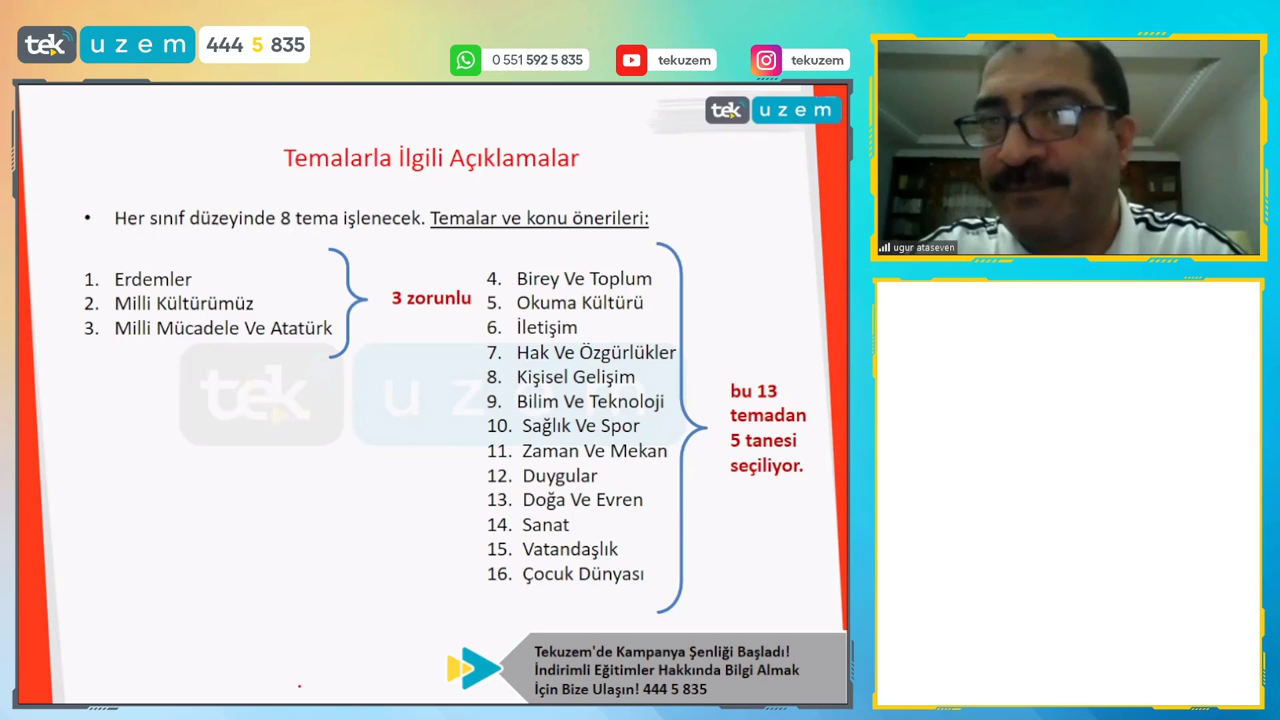 tek uzem 444 5 835
0 551 592 5 835
tekuzem
tekuzem
tek uzem
Temalarla İlgili Açıklamalar
• Her sınıf düzeyinde 8 tema işlenecek. Temalar ve konu önerileri:
1. Erdemler
2. Milli Kültürümüz
3. Milli Mücadele Ve Atatürk
3 zorunlu
4. Birey Ve Toplum
5. Okuma Kültürü
6. İletişim
7. Hak Ve Özgürlükler
8. Kişisel Gelişim
9. Bilim Ve Teknoloji
10. Sağlık Ve Spor
11. Zaman Ve Mekan
12. Duygular
13. Doğa Ve Evren
14. Sanat
15. Vatandaşlık
16. Çocuk Dünyası
bu 13
temadan
5 tanesi
seçiliyor.
tek uzem
Tekuzem'de Kampanya Şenliği Başladı!
İndirimli Eğitimler Hakkında Bilgi Almak
İçin Bize Ulaşın! 444 5 835
ugur ataseven